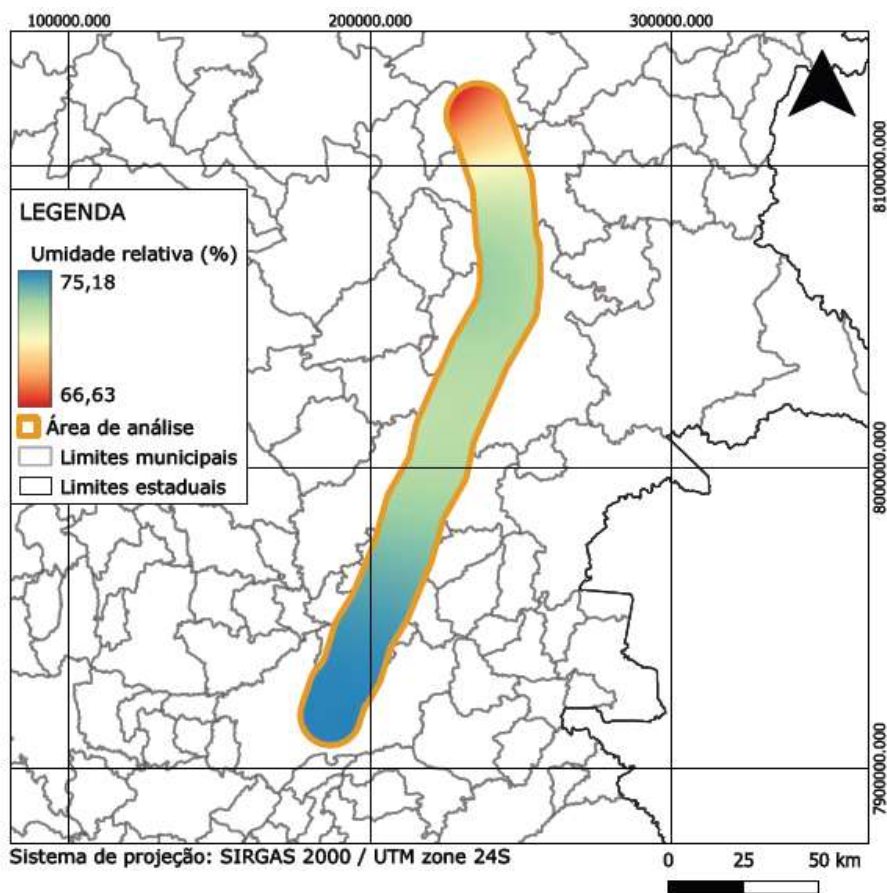 100000.000 200000.000 300000.000
8100000.000
LEGENDA
Umidade relativa (%)
75,18
66,63
Área de análise
Limites municipais
Limites estaduais
8000000.000
7900000.000
Sistema de projeção: SIRGAS 2000 / UTM zone 24S
0 25 50 km